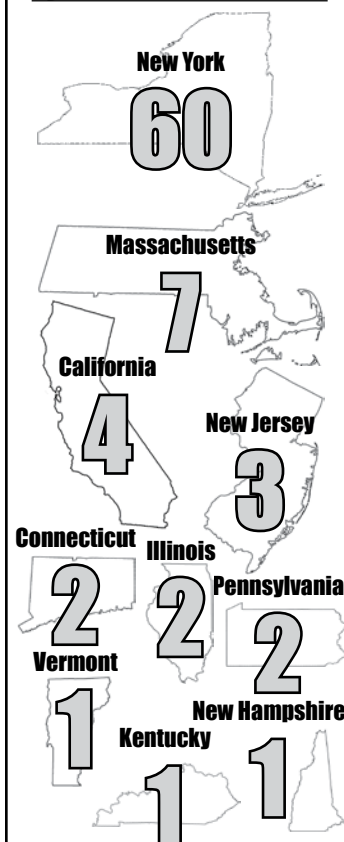 New York
60
Massachusetts
7
California
4
New Jersey
3
Connecticut
2
Illinois
2
Pennsylvania
2
Vermont
1
New Hampshire
1
Kentucky
1